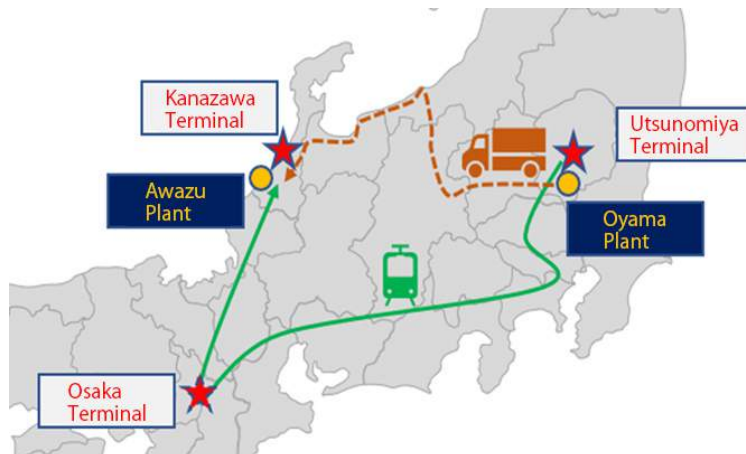 Kanazawa
Terminal
Utsunomiya
Terminal
Awazu
Plant
Oyama
Plant
Osaka
Terminal